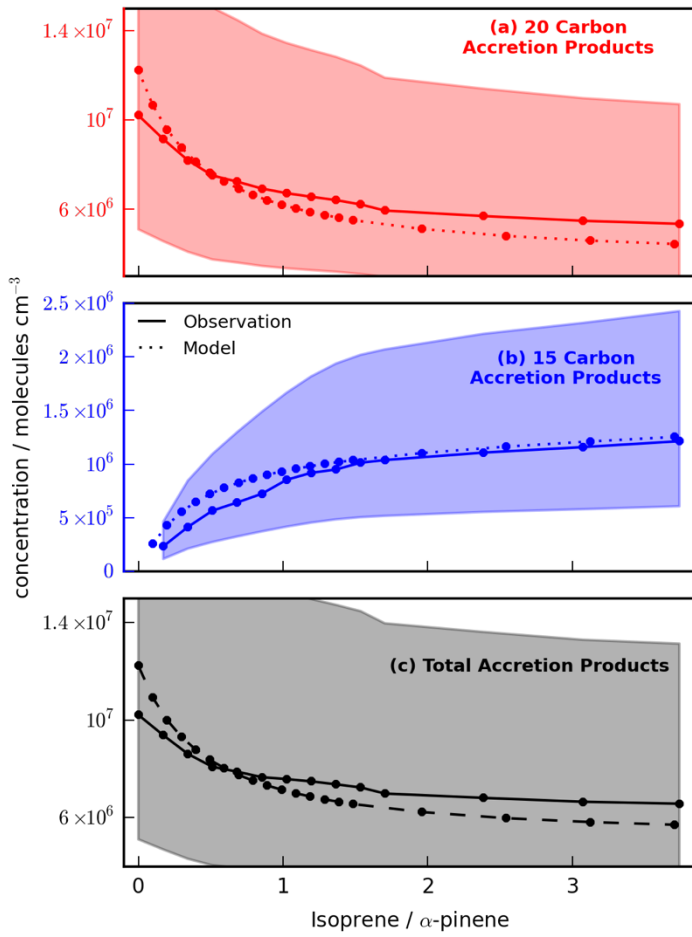 1.4 ×10⁷
10⁷
6 ×10⁶
(a) 20 Carbon
Accretion Products
concentration / molecules cm⁻³
2.5 ×10⁶
2 ×10⁶
1.5 ×10⁶
10⁶
5 ×10⁵
0
Observation
Model
(b) 15 Carbon
Accretion Products
1.4 ×10⁷
10⁷
6 ×10⁶
(c) Total Accretion Products
0 1 2 3
Isoprene / α-pinene